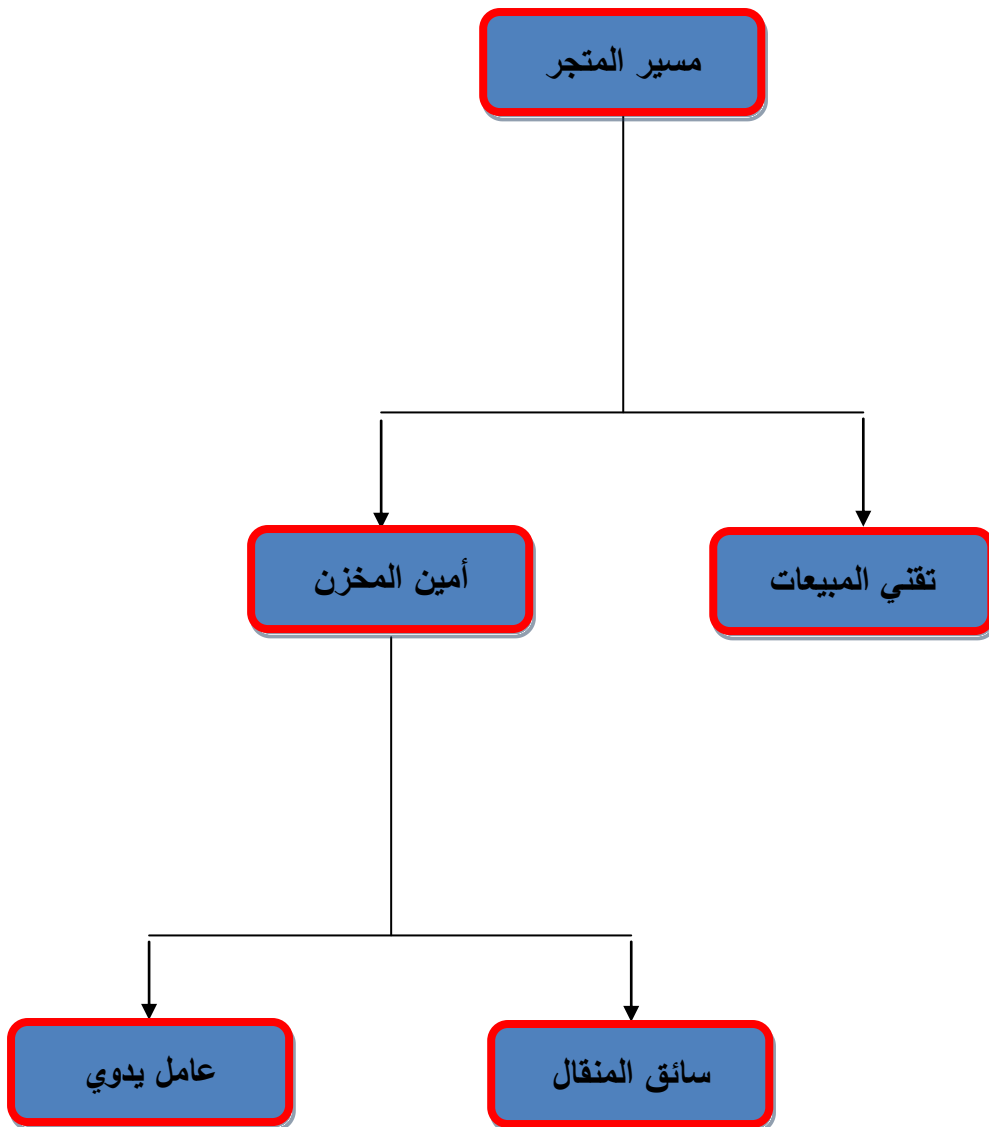 مسير المتجر
تقني المبيعات
أمين المخزن
سائق المنقال
عامل يدوي